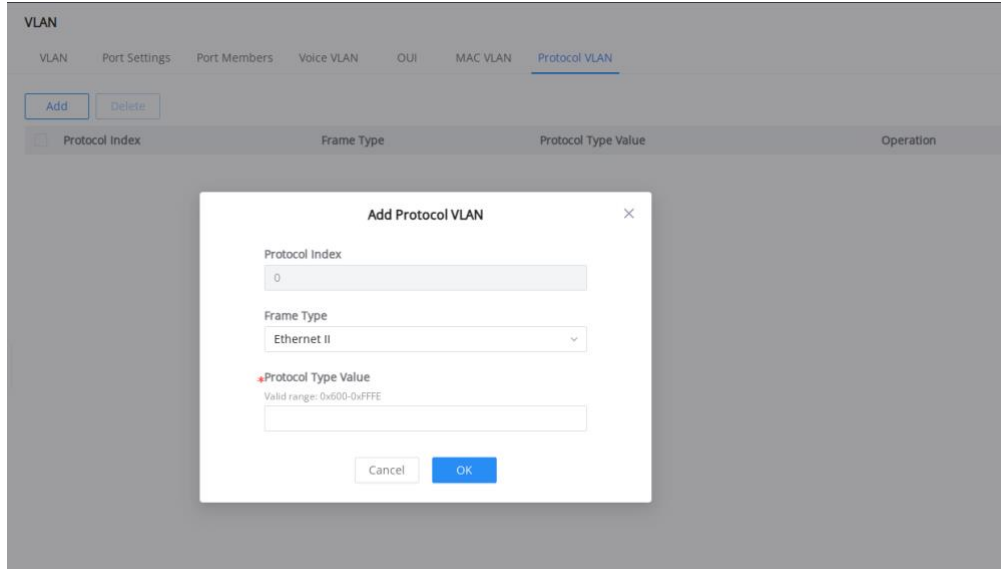 VLAN
VLAN Port Settings Port Members Voice VLAN OUI MAC VLAN Protocol VLAN
Add Delete
Protocol Index Frame Type Protocol Type Value Operation
Add Protocol VLAN
Protocol Index
0
Frame Type
Ethernet II
*Protocol Type Value
Valid range: 0x600-0xFFFE
Cancel OK